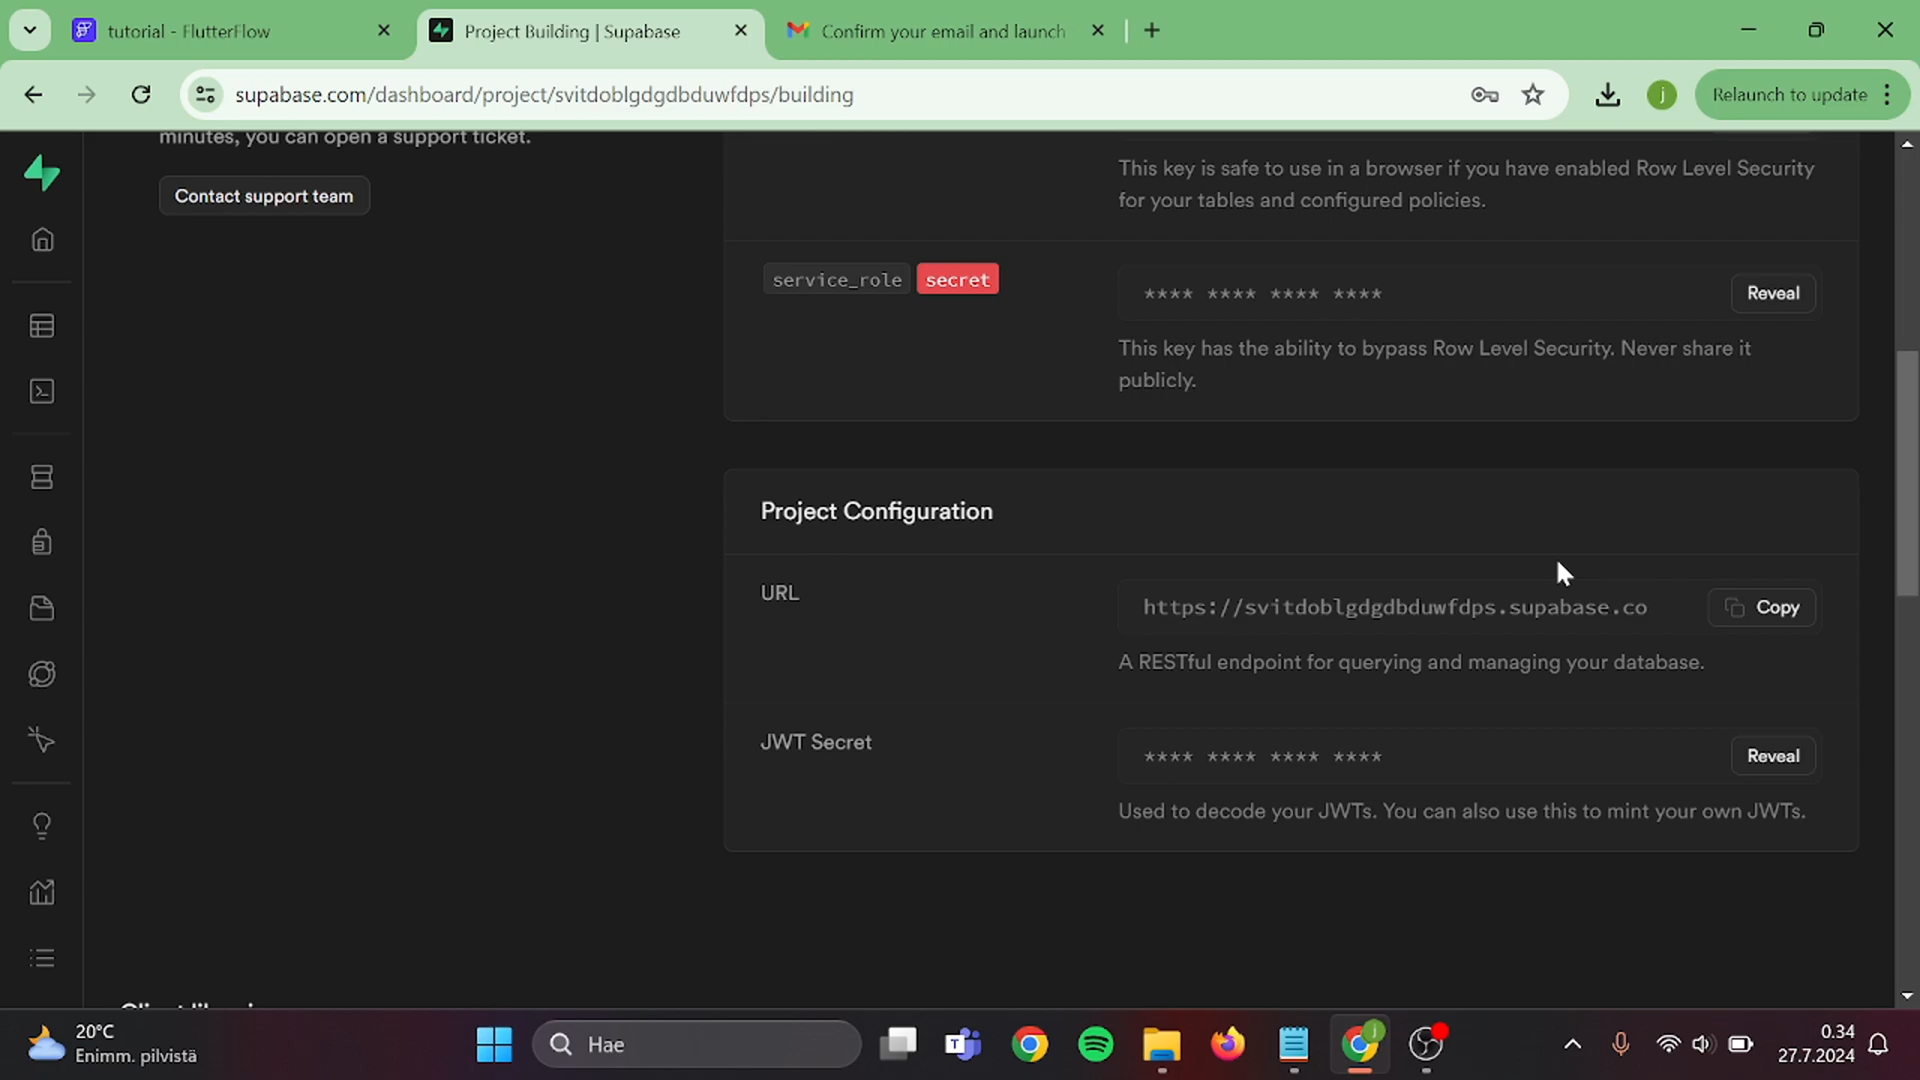 tutorial - FlutterFlow
Project Building | Supabase
Confirm your email and launch
supabase.com/dashboard/project/svitdoblgdgdbduwfdps/building
j
Relaunch to update
minutes, you can open a support ticket.
Contact support team
This key is safe to use in a browser if you have enabled Row Level Security
for your tables and configured policies.
service_role secret
**** **** **** ****
Reveal
This key has the ability to bypass Row Level Security. Never share it
publicly.
Project Configuration
URL
https://svitdoblgdgdbduwfdps.supabase.co
Copy
A RESTful endpoint for querying and managing your database.
JWT Secret
**** **** **** ****
Reveal
Used to decode your JWTs. You can also use this to mint your own JWTs.
20°C
Enimm. pilvistä
Hae
0.34
27.7.2024